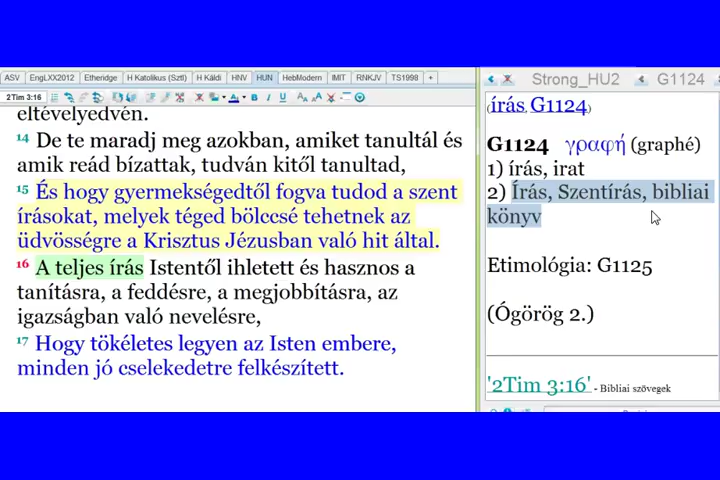 ASV EngLXX2012 Etheridge H Katolikus (Sztl) H Káldi HNV HUN HebModern IMIT RNKJV TS1998 +
2Tim 3:16
eltévelyedvén.
14 De te maradj meg azokban, amiket tanultál és
amik reád bízattak, tudván kitől tanultad,
15 És hogy gyermekségedtől fogva tudod a szent
írásokat, melyek téged bölccsé tehetnek az
üdvösségre a Krisztus Jézusban való hit által.
16 A teljes írás Istentől ihletett és hasznos a
tanításra, a feddésre, a megjobbításra, az
igazságban való nevelésre,
17 Hogy tökéletes legyen az Isten embere,
minden jó cselekedetre felkészített.
Strong_HU2 G1124
(írás, G1124)
G1124 γραφή (graphé)
1) írás, irat
2) Írás, Szentírás, bibliai
könyv
Etimológia: G1125
(Ógörög 2.)
'2Tim 3:16' - Bibliai szövegek